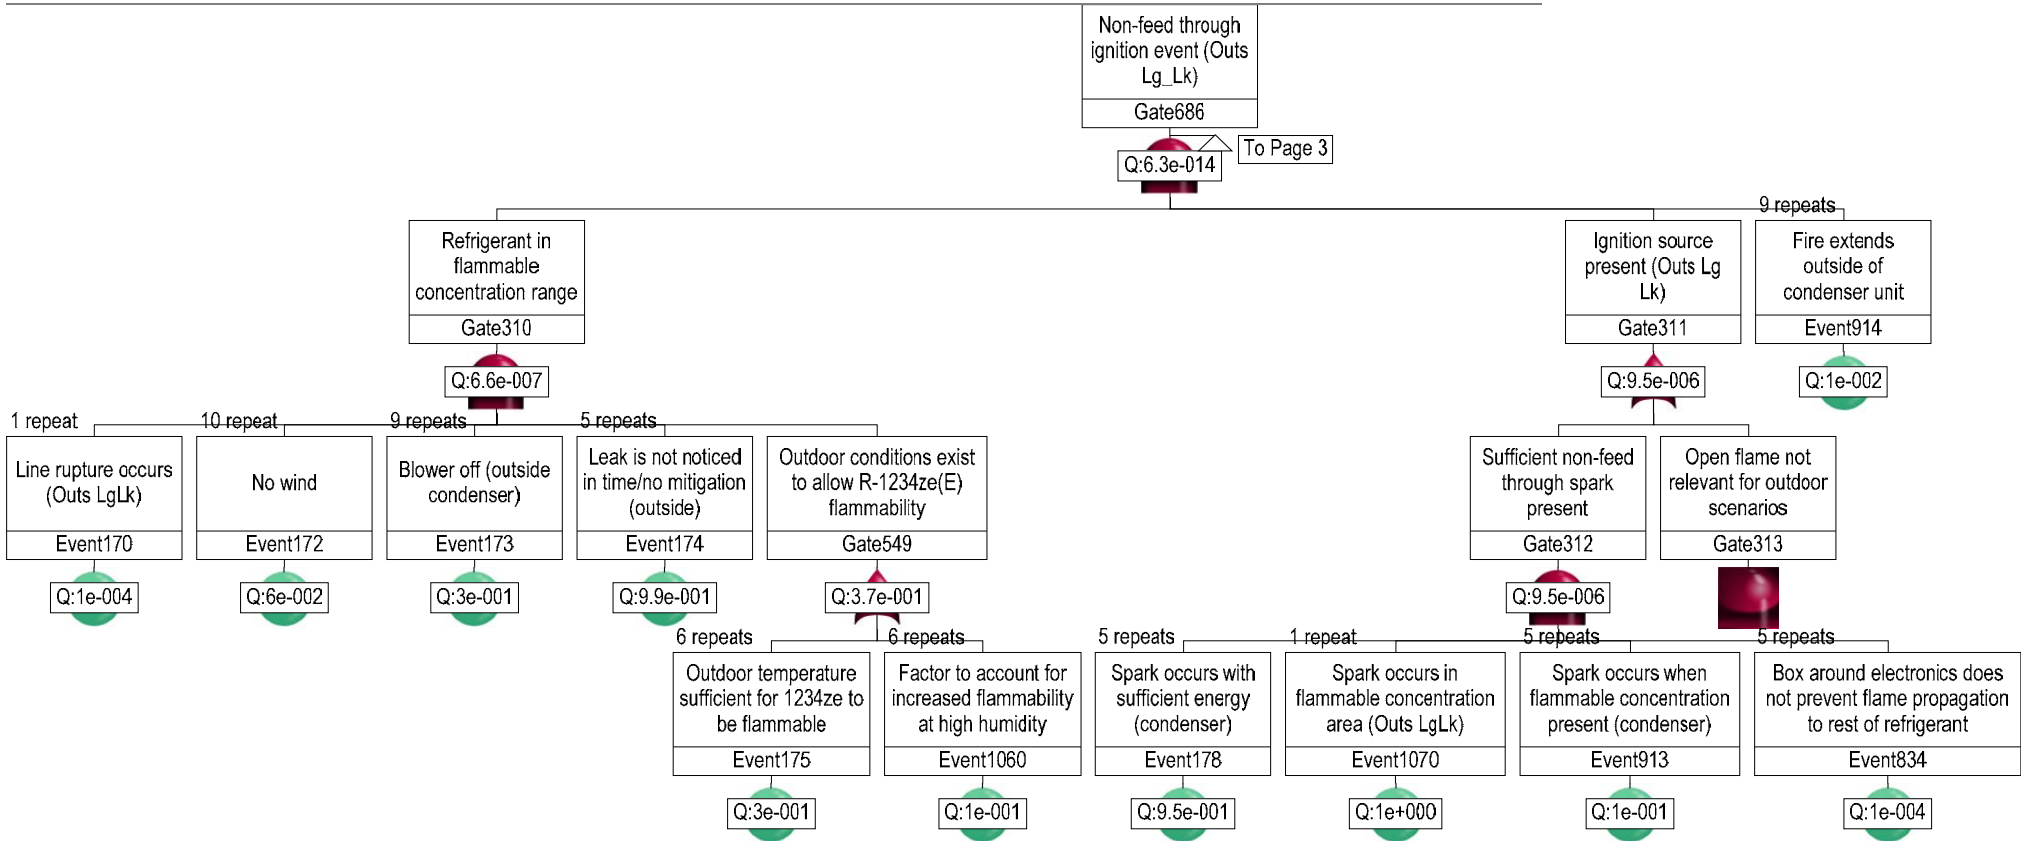 Non-feed through
ignition event (Outs
Lg_Lk)
Gate686
To Page 3
Q:6.3e-014
9 repeats
Refrigerant in
flammable
concentration range
Gate310
Q:6.6e-007
Ignition source
present (Outs Lg
Lk)
Gate311
Q:9.5e-006
Fire extends
outside of
condenser unit
Event914
Q:1e-002
1 repeat
Line rupture occurs
(Outs LgLk)
Event170
Q:1e-004
10 repeat
No wind
Event172
Q:6e-002
9 repeats
Blower off (outside
condenser)
Event173
Q:3e-001
5 repeats
Leak is not noticed
in time/no mitigation
(outside)
Event174
Q:9.9e-001
Outdoor conditions exist
to allow R-1234ze(E)
flammability
Gate549
Q:3.7e-001
Sufficient non-feed
through spark
present
Gate312
Q:9.5e-006
Open flame not
relevant for outdoor
scenarios
Gate313
6 repeats
Outdoor temperature
sufficient for 1234ze to
be flammable
Event175
Q:3e-001
6 repeats
Factor to account for
increased flammability
at high humidity
Event1060
Q:1e-001
5 repeats
Spark occurs with
sufficient energy
(condenser)
Event178
Q:9.5e-001
1 repeat
Spark occurs in
flammable concentration
area (Outs LgLk)
Event1070
Q:1e+000
5 repeats
Spark occurs when
flammable concentration
present (condenser)
Event913
Q:1e-001
5 repeats
Box around electronics does
not prevent flame propagation
to rest of refrigerant
Event834
Q:1e-004